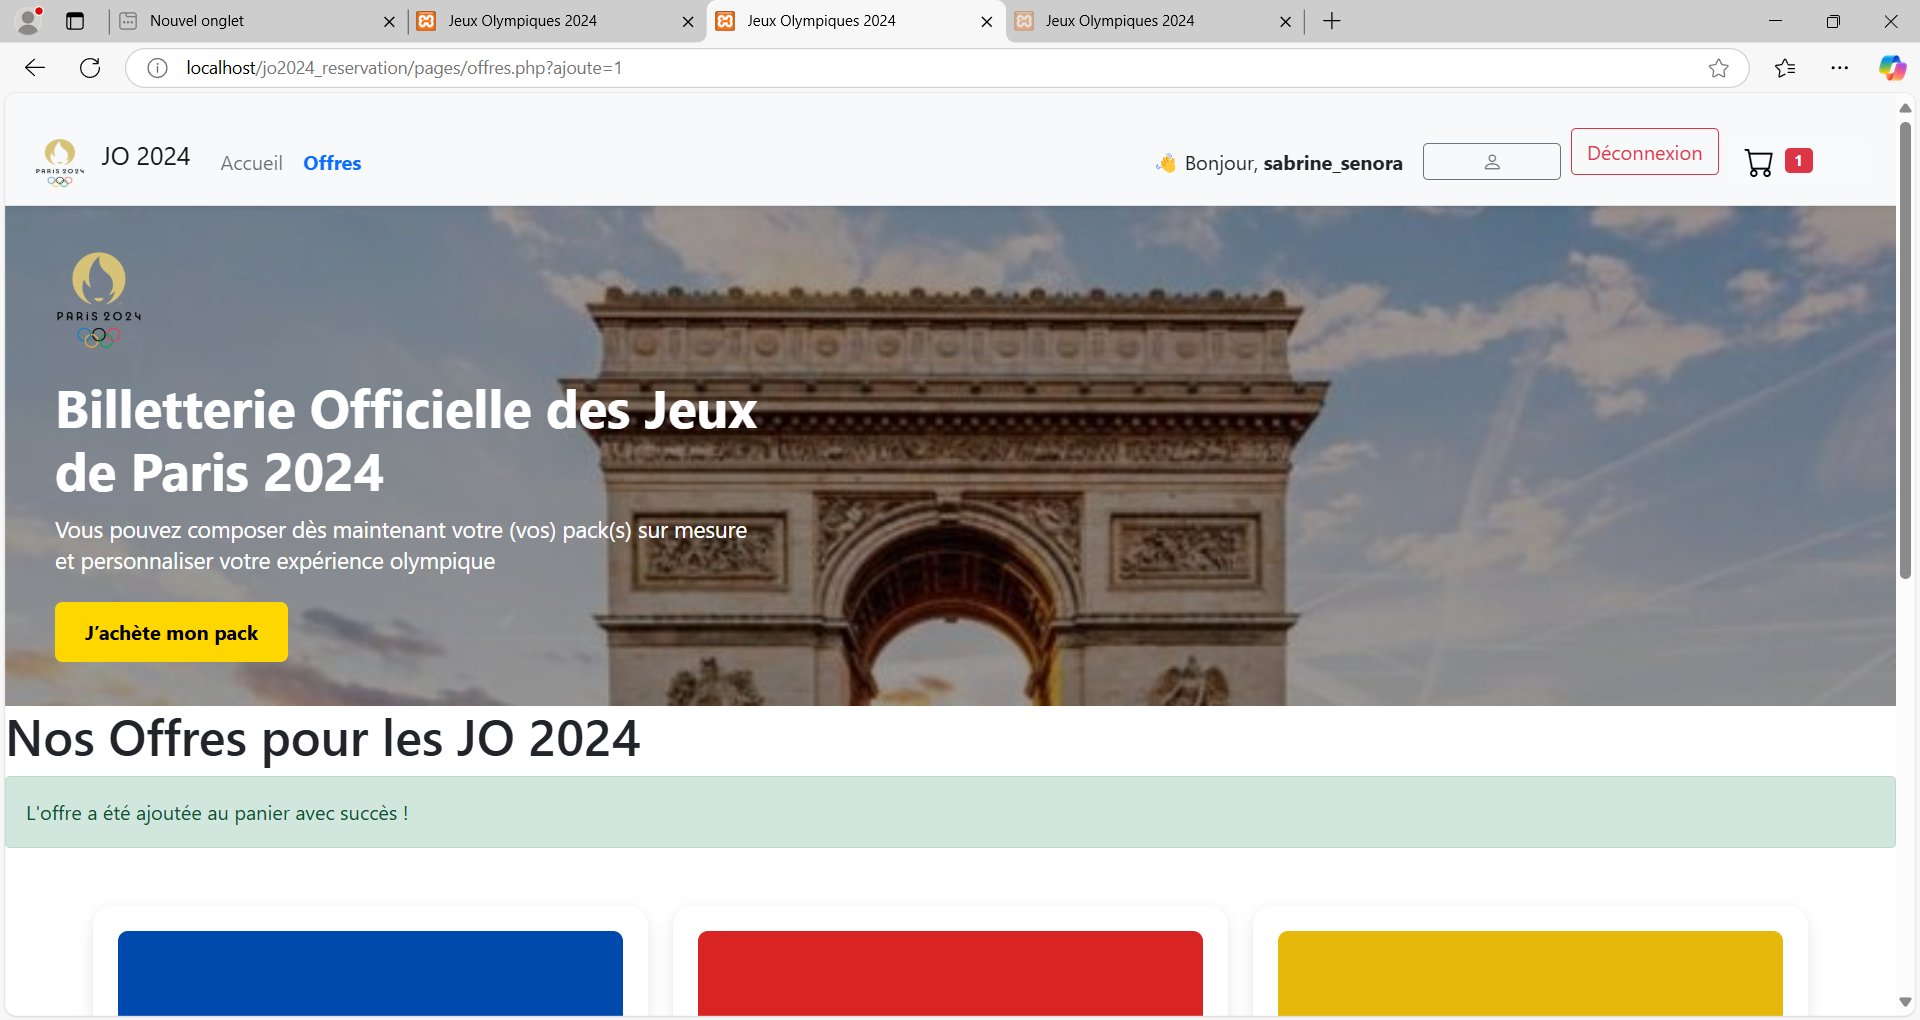 Nouvel onglet
Jeux Olympiques 2024
Jeux Olympiques 2024
Jeux Olympiques 2024
localhost/jo2024_reservation/pages/offres.php?ajoute=1
PARIS 2024
JO 2024
Accueil
Offres
👋 Bonjour, sabrine_senora
Déconnexion
1
PARIS 2024
Billetterie Officielle des Jeux
de Paris 2024
Vous pouvez composer dès maintenant votre (vos) pack(s) sur mesure
et personnaliser votre expérience olympique
J’achète mon pack
Nos Offres pour les JO 2024
L'offre a été ajoutée au panier avec succès !